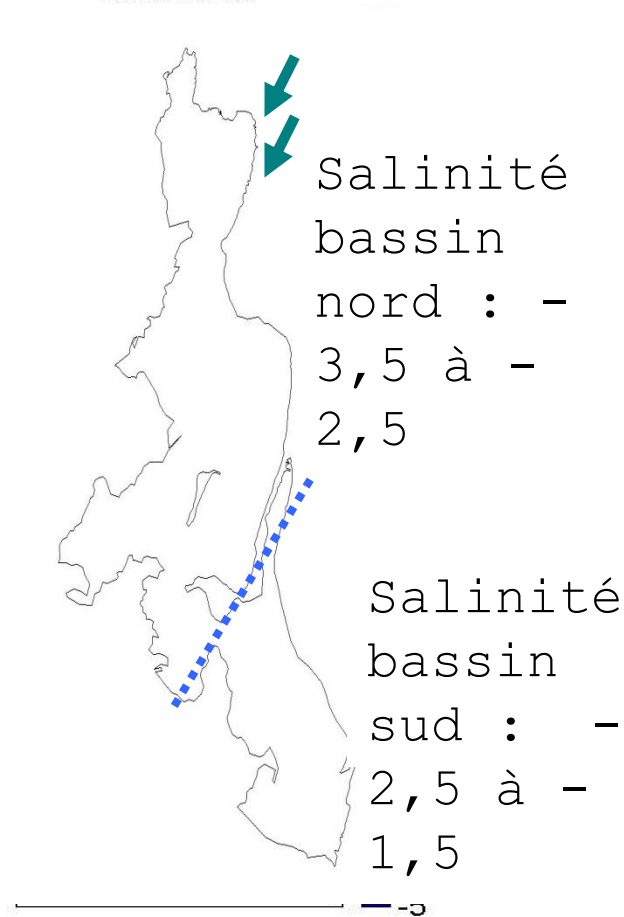 Salinité
bassin
nord : -
3,5 à -
2,5
Salinité
bassin
sud : -
2,5 à -
1,5
-5